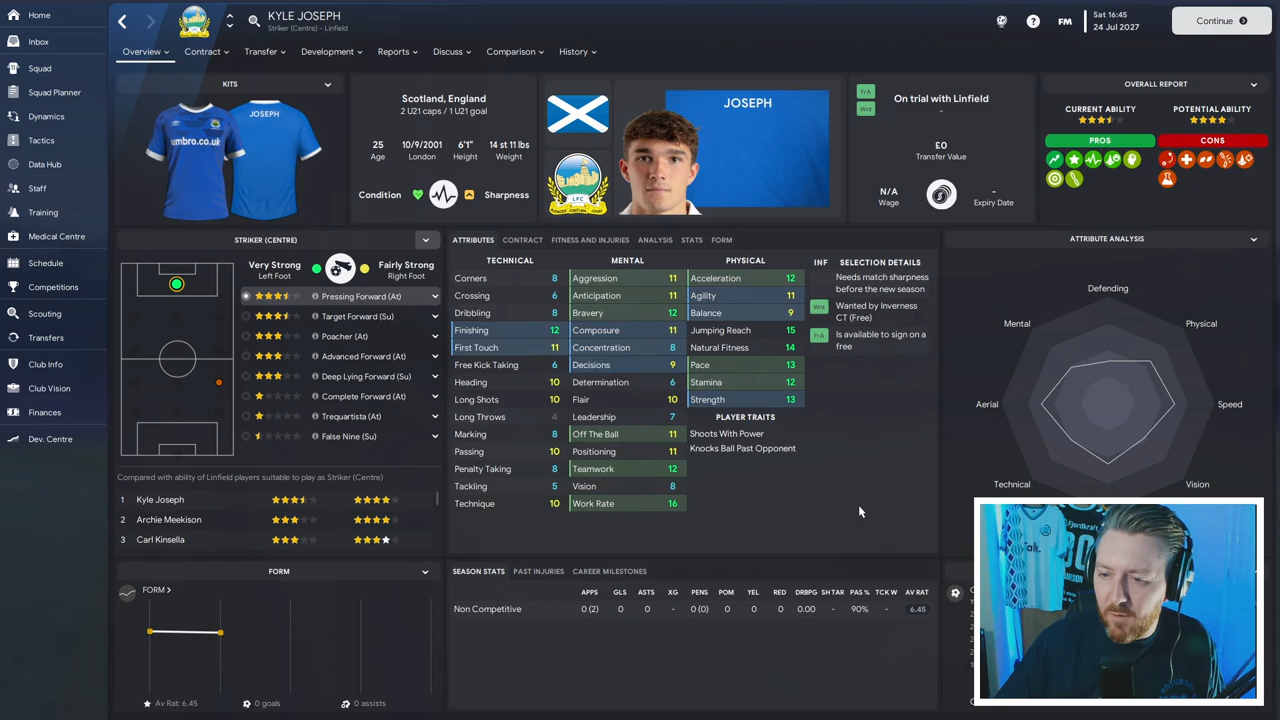 Home
Inbox
Squad
Squad Planner
Dynamics
Tactics
Data Hub
Staff
Training
Medical Centre
Schedule
Competitions
Scouting
Transfers
Club Info
Club Vision
Finances
Dev. Centre
KYLE JOSEPH
Striker (Centre) - Linfield
FM
Sat 16:45
24 Jul 2027
Continue
Overview
Contract
Transfer
Development
Reports
Discuss
Comparison
History
KITS
JOSEPH
umbro.co.uk
Scotland, England
2 U21 caps / 1 U21 goal
25
Age
10/9/2001
London
6'1"
Height
14 st 11 lbs
Weight
Condition
Sharpness
JOSEPH
LFC
FrA
Wnt
On trial with Linfield
-
£0
Transfer Value
N/A
Wage
-
Expiry Date
OVERALL REPORT
CURRENT ABILITY
POTENTIAL ABILITY
PROS
CONS
STRIKER (CENTRE)
Very Strong
Left Foot
Fairly Strong
Right Foot
Pressing Forward (At)
Target Forward (Su)
Poacher (At)
Advanced Forward (At)
Deep Lying Forward (Su)
Complete Forward (At)
Trequartista (At)
False Nine (Su)
Compared with ability of Linfield players suitable to play as Striker (Centre)
1 Kyle Joseph
2 Archie Meekison
3 Carl Kinsella
ATTRIBUTES CONTRACT FITNESS AND INJURIES ANALYSIS STATS FORM
TECHNICAL
Corners 8
Crossing 6
Dribbling 8
Finishing 12
First Touch 11
Free Kick Taking 6
Heading 10
Long Shots 10
Long Throws 4
Marking 8
Passing 10
Penalty Taking 8
Tackling 5
Technique 10
MENTAL
Aggression 11
Anticipation 11
Bravery 12
Composure 11
Concentration 8
Decisions 9
Determination 6
Flair 10
Leadership 7
Off The Ball 11
Positioning 11
Teamwork 12
Vision 8
Work Rate 16
PHYSICAL
Acceleration 12
Agility 11
Balance 9
Jumping Reach 15
Natural Fitness 14
Pace 13
Stamina 12
Strength 13
PLAYER TRAITS
Shoots With Power
Knocks Ball Past Opponent
INF SELECTION DETAILS
Needs match sharpness
before the new season
Wnt
Wanted by Inverness
CT (Free)
FrA
Is available to sign on a
free
ATTRIBUTE ANALYSIS
Defending
Physical
Speed
Vision
Technical
Aerial
Mental
FORM
FORM
Av Rat: 6.45
0 goals
0 assists
SEASON STATS PAST INJURIES CAREER MILESTONES
APPS GLS ASTS XG PENS POM YEL RED DRBPG SH TAR PAS % TCK W AV RAT
Non Competitive 0 (2) 0 0 - 0 (0) 0 0 0 0.00 - 90% - 6.45